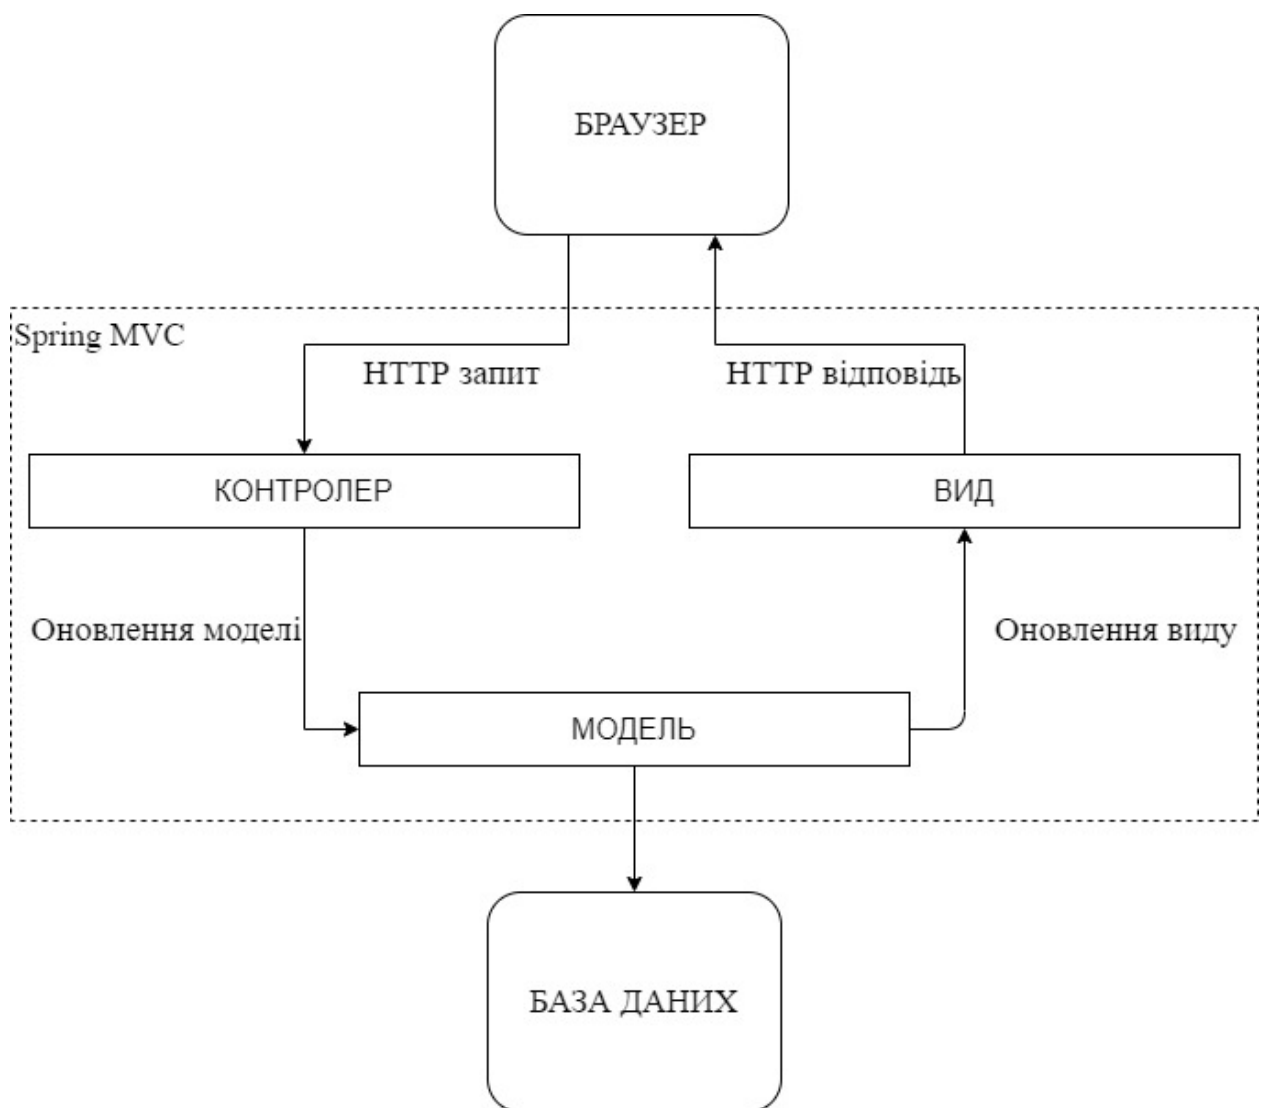 БРАУЗЕР
Spring MVC
HTTP запит
HTTP відповідь
КОНТРОЛЕР
ВИД
Оновлення моделі
Оновлення виду
МОДЕЛЬ
БАЗА ДАНИХ